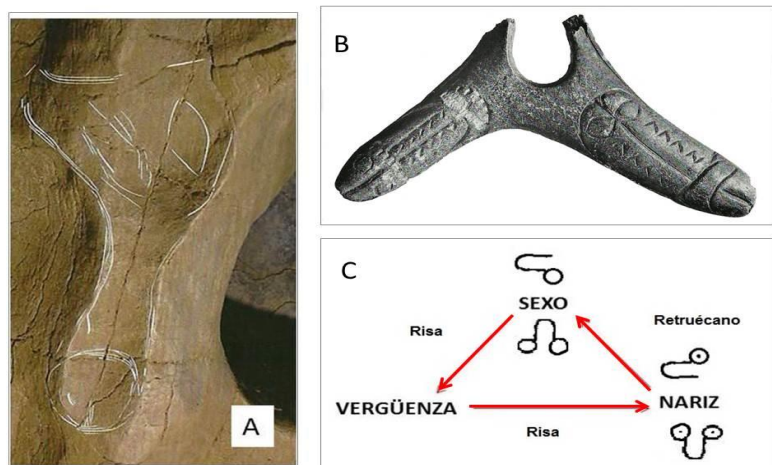 A
B
C
SEXO
Risa
Retruécano
VERGÜENZA
NARIZ
Risa